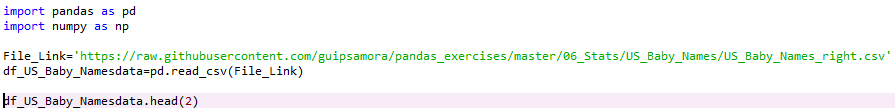 import pandas as pd
import numpy as np
File_Link='https://raw.githubusercontent.com/guipsamora/pandas_exercises/master/06_Stats/US_Baby_Names/US_Baby_Names_right.csv'
df_US_Baby_Namesdata=pd.read_csv(File_Link)
df_US_Baby_Namesdata.head(2)